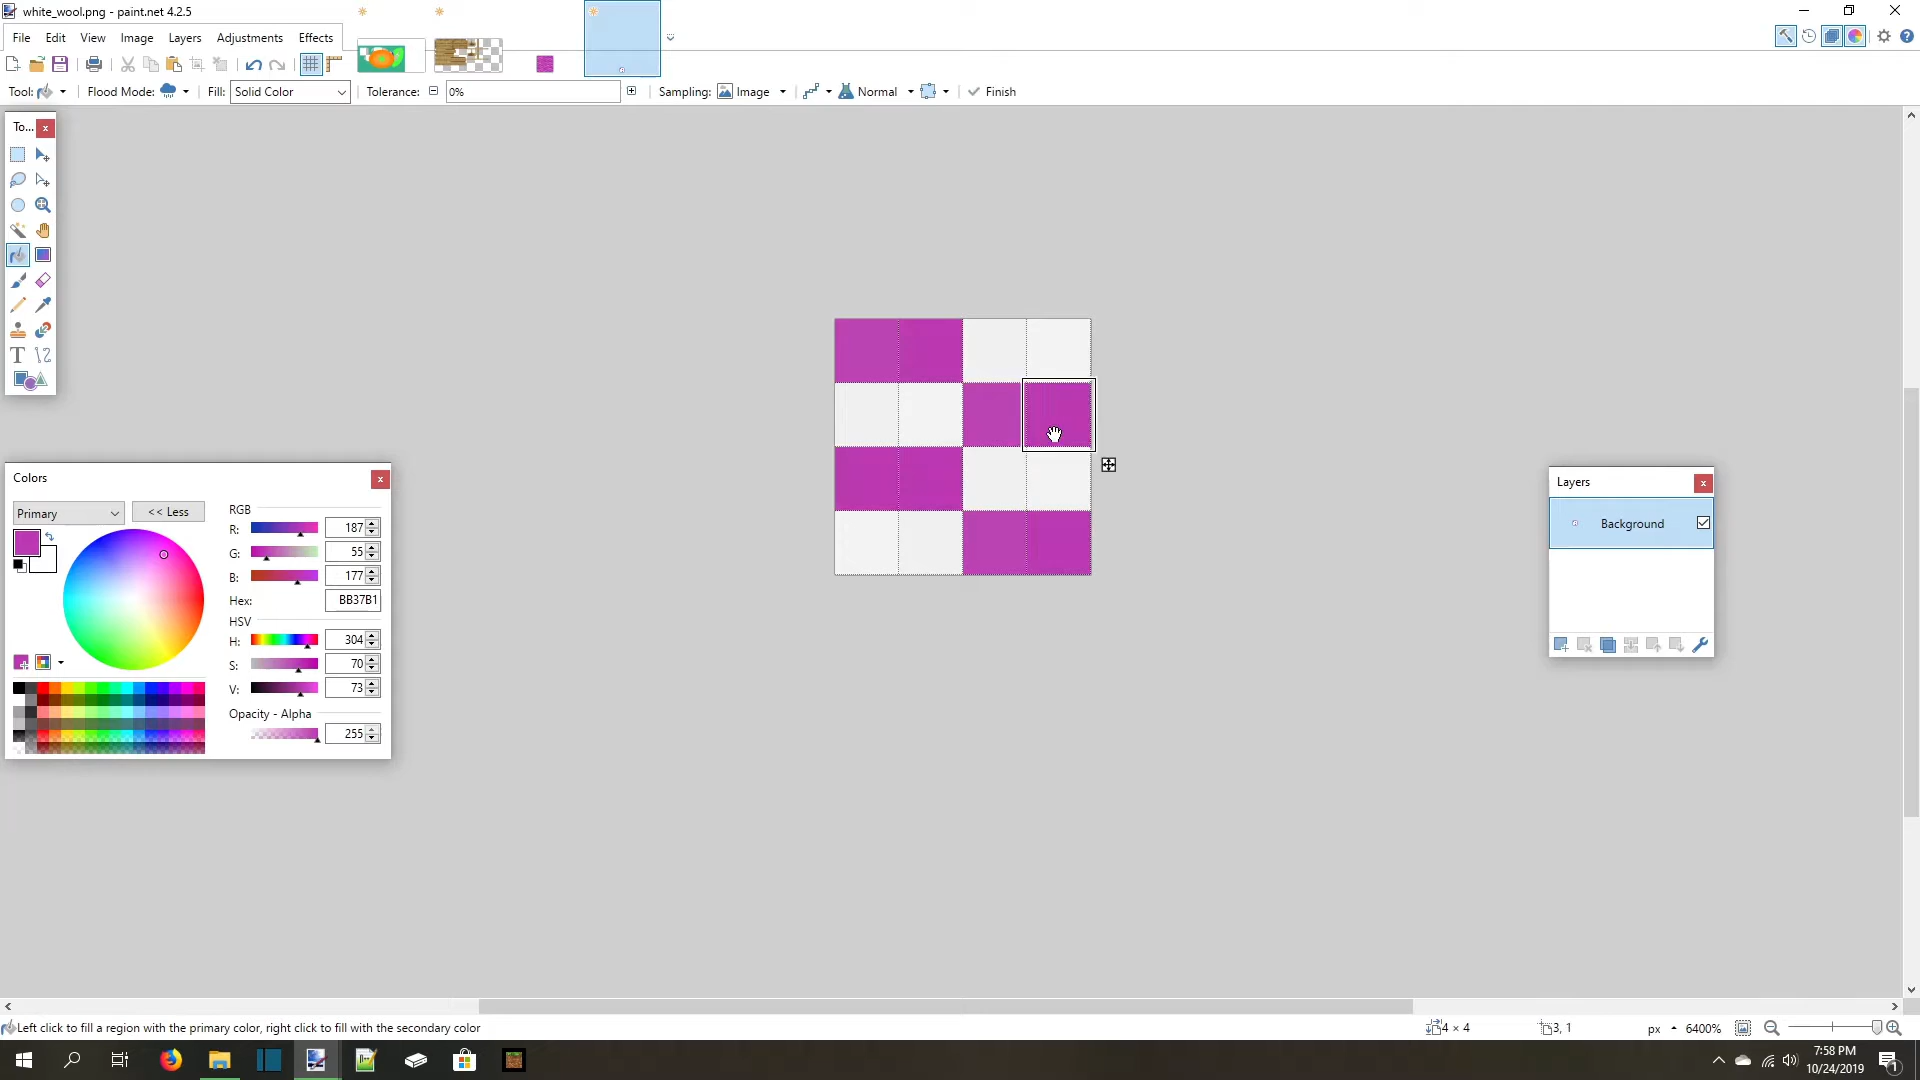 white_wool.png - paint.net 4.2.5
File Edit View Image Layers Adjustments Effects
Tool: Flood Mode: Fill: Solid Color Tolerance: 0% Sampling: Image Normal Finish
To...
Colors
Primary << Less
RGB
R: 187
G: 55
B: 177
Hex: BB37B1
HSV
H: 304
S: 70
V: 73
Opacity - Alpha
255
Layers
Background
Left click to fill a region with the primary color, right click to fill with the secondary color 4 × 4 3, 1 px 6400%
7:58 PM
10/24/2019
1